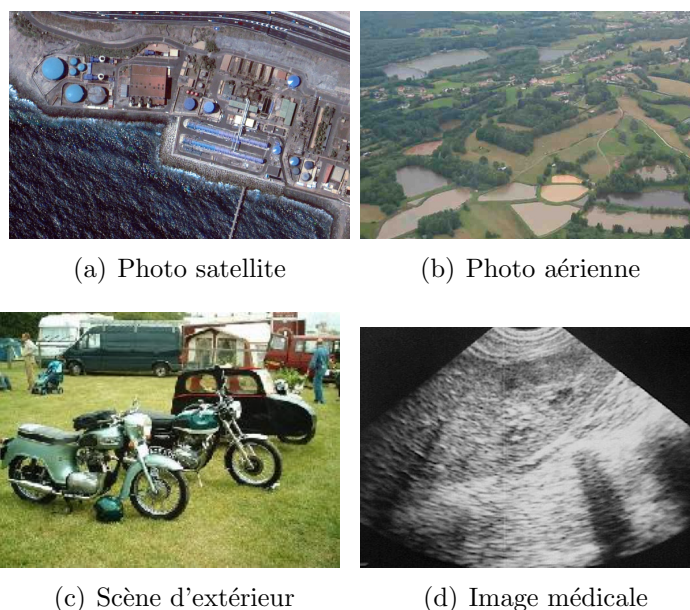 (a) Photo satellite
(b) Photo aérienne
(c) Scène d'extérieur
(d) Image médicale